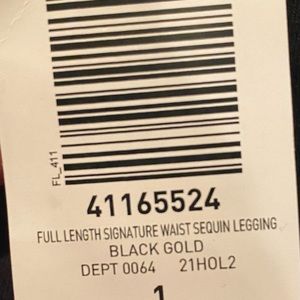 FL_411
41165524
FULL LENGTH SIGNATURE WAIST SEQUIN LEGGING
BLACK GOLD
DEPT 0064 21HOL2
1